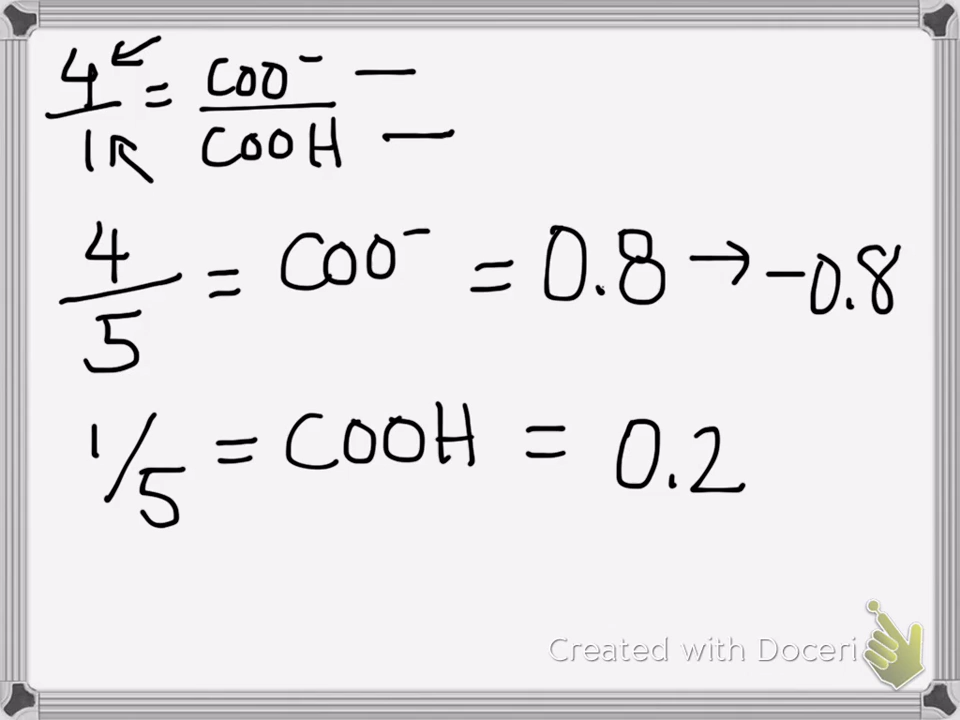 4/1 = COO⁻/COOH
4/5 = COO⁻ = 0.8 → -0.8
1/5 = COOH = 0.2
Created with Doceri